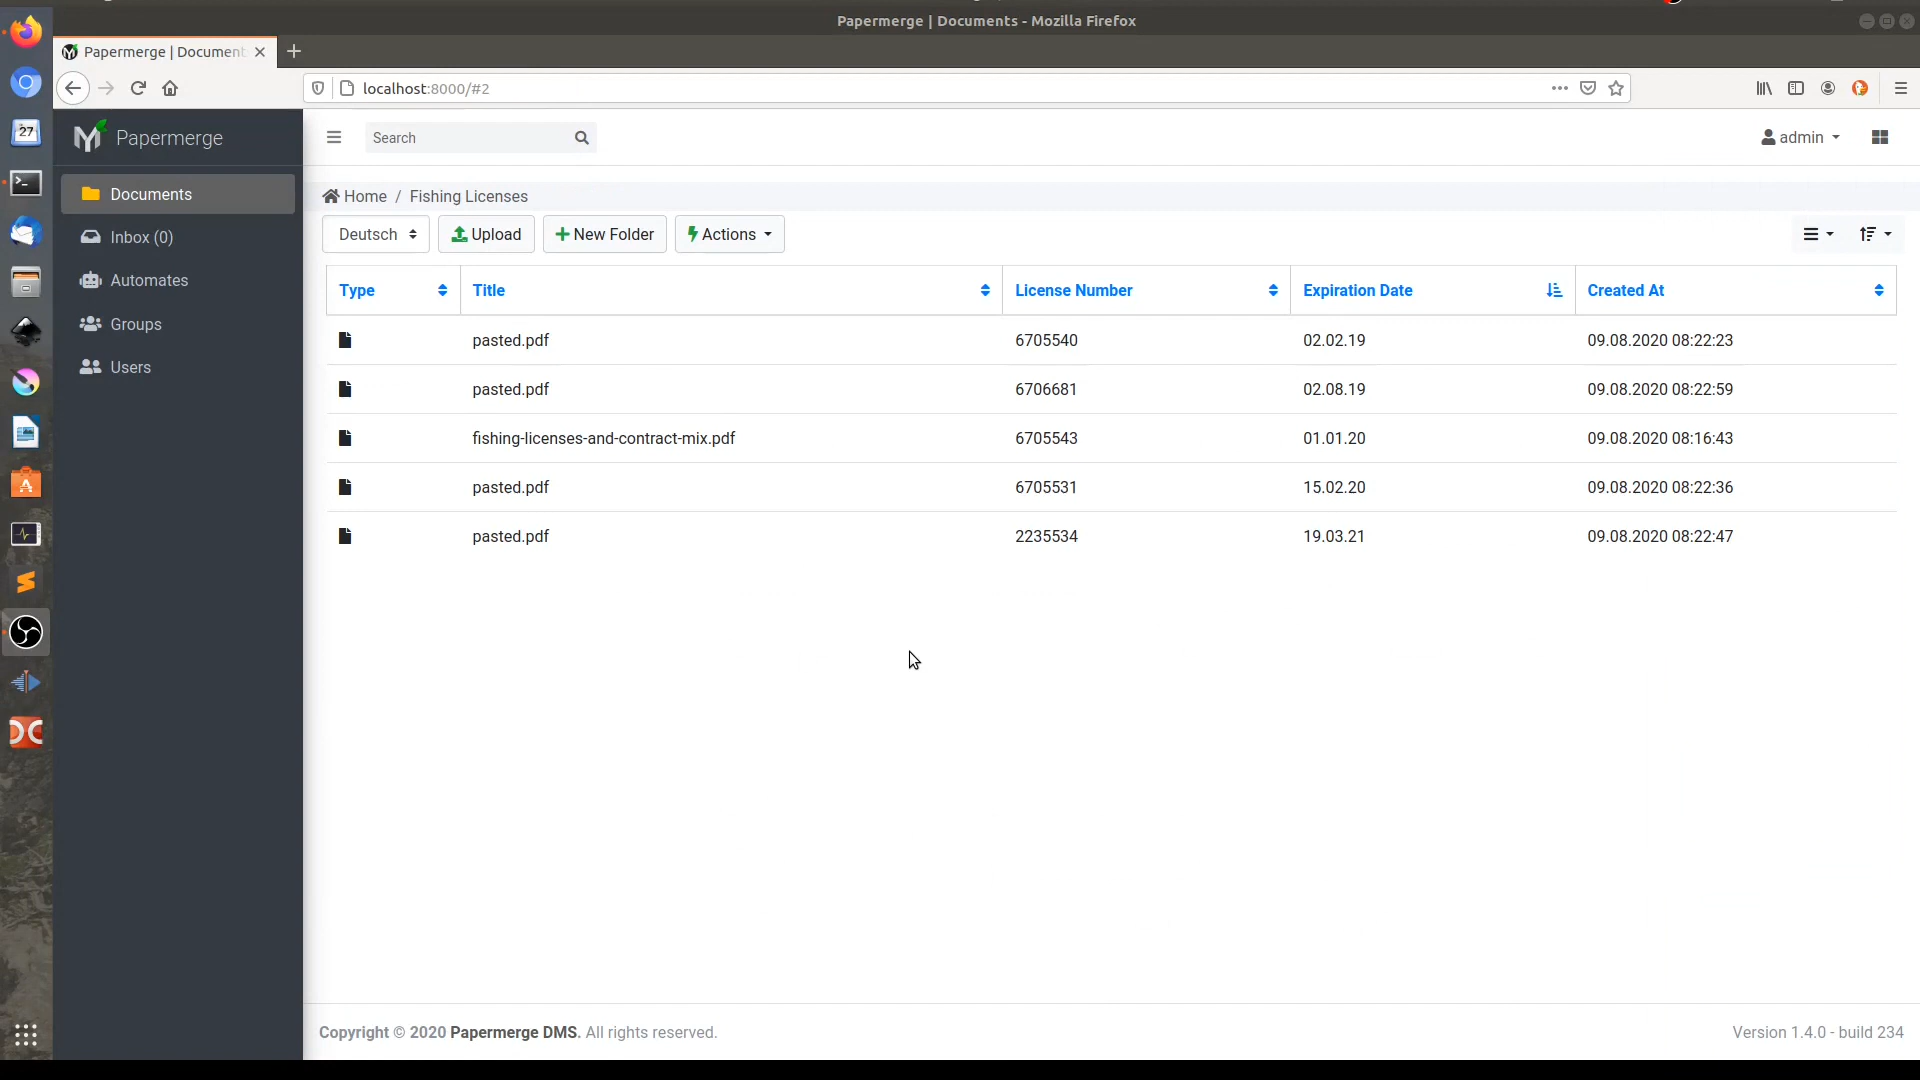 Papermerge | Documents - Mozilla Firefox
Papermerge | Document
localhost:8000/#2
27
Papermerge
Search
admin
Documents
Inbox (0)
Automates
Groups
Users
Home / Fishing Licenses
Deutsch Upload New Folder Actions
Type Title License Number Expiration Date Created At
pasted.pdf 6705540 02.02.19 09.08.2020 08:22:23
pasted.pdf 6706681 02.08.19 09.08.2020 08:22:59
fishing-licenses-and-contract-mix.pdf 6705543 01.01.20 09.08.2020 08:16:43
pasted.pdf 6705531 15.02.20 09.08.2020 08:22:36
pasted.pdf 2235534 19.03.21 09.08.2020 08:22:47
Copyright © 2020 Papermerge DMS. All rights reserved.
Version 1.4.0 - build 234